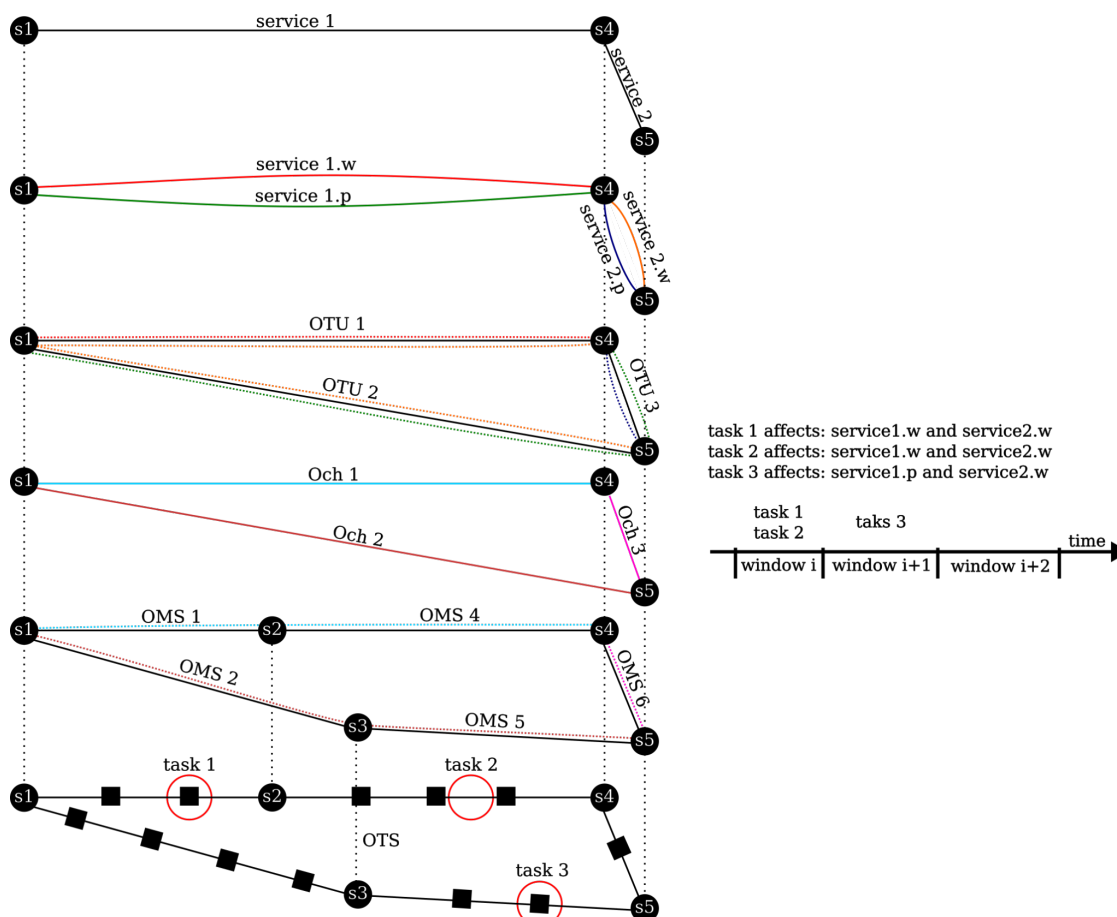 service 1
s1
s4
service 2
s5
service 1.w
s1
service 1.p
s4
service 2.w
service 2.p
s5
OTU 1
s1
s4
OTU 2
OTU 3
s5
s1
Och 1
s4
Och 2
Och 3
s5
OMS 1
OMS 4
s1
s2
s4
OMS 2
OMS 6
OMS 5
s3
s5
task 1
task 2
s1
s2
s4
OTS
task 3
s3
s5
task 1 affects: service1.w and service2.w
task 2 affects: service1.w and service2.w
task 3 affects: service1.p and service2.w
task 1
task 2
taks 3
time
window i
window i+1
window i+2